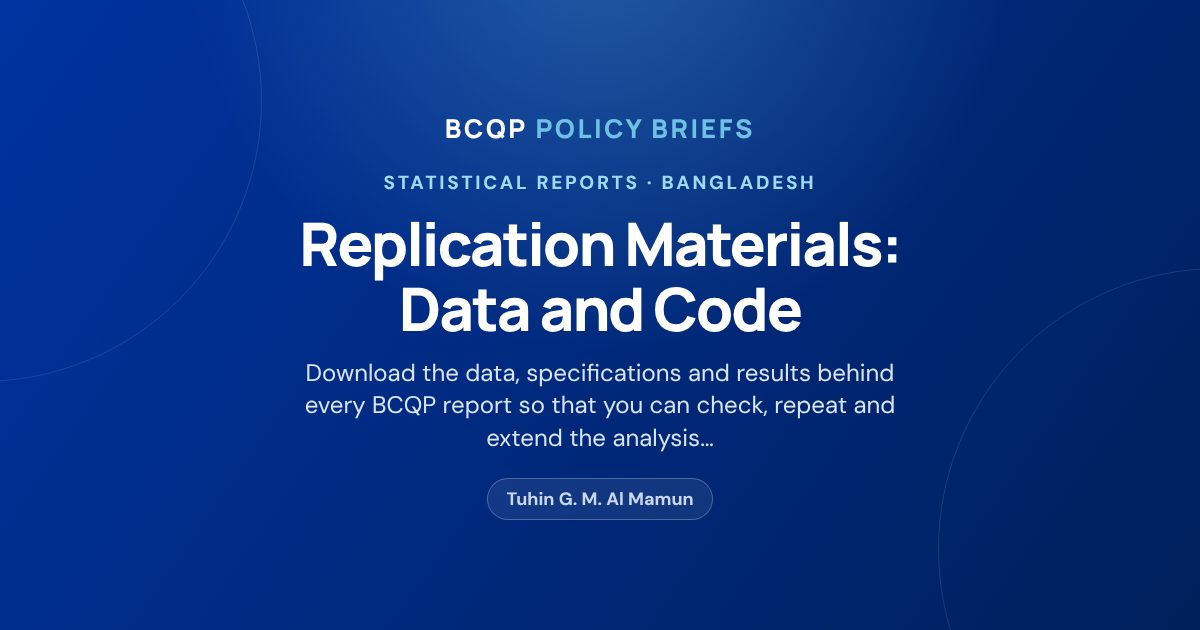 BCQP POLICY BRIEFS
STATISTICAL REPORTS · BANGLADESH
Replication Materials:
Data and Code
Download the data, specifications and results behind
every BCQP report so that you can check, repeat and
extend the analysis...
Tuhin G. M. Al Mamun